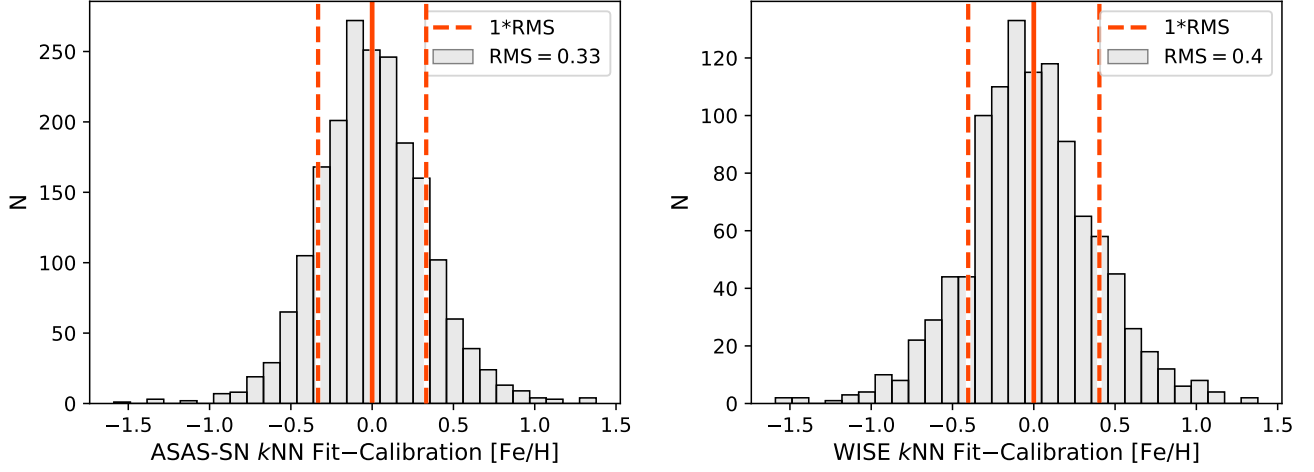 1*RMS
RMS = 0.33
250
200
150
100
50
0
N
−1.5 −1.0 −0.5 0.0 0.5 1.0 1.5
ASAS-SN kNN Fit−Calibration [Fe/H]
1*RMS
RMS = 0.4
120
100
80
60
40
20
0
N
−1.5 −1.0 −0.5 0.0 0.5 1.0 1.5
WISE kNN Fit−Calibration [Fe/H]